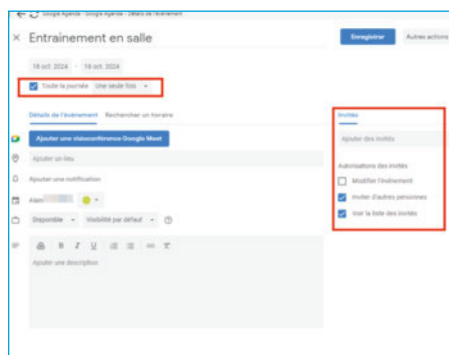 Google Agenda - Google Agenda - Détails de l'événement
Entrainement en salle
Enregistrer
Autres actions
18 oct. 2024 - 18 oct. 2024
Toute la journée Une seule fois
Détails de l'événement Rechercher un horaire
Invités
Ajouter une visioconférence Google Meet
Ajouter des invités
Ajouter un lieu
Autorisations des invités
Ajouter une notification
Modifier l'événement
Alain
Inviter d'autres personnes
Disponible Visibilité par défaut
Voir la liste des invités
B I U
Ajouter une description